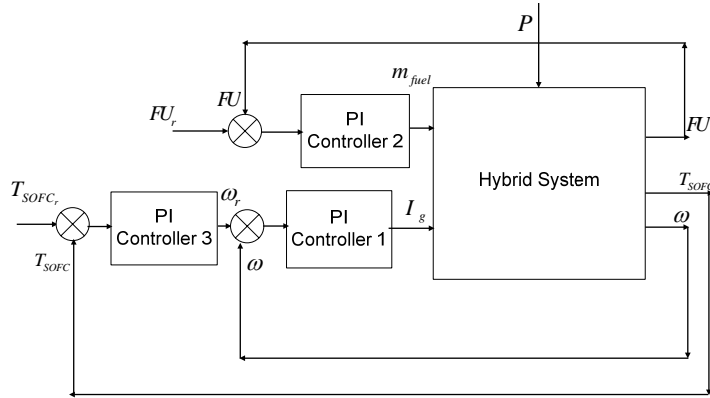 P
m_fuel
FU
FU_r
PI
Controller 2
FU
Hybrid System
T_SOFC_r
PI
Controller 3
ω_r
PI
Controller 1
I_g
T_SOFC
ω
T_SOFC
ω